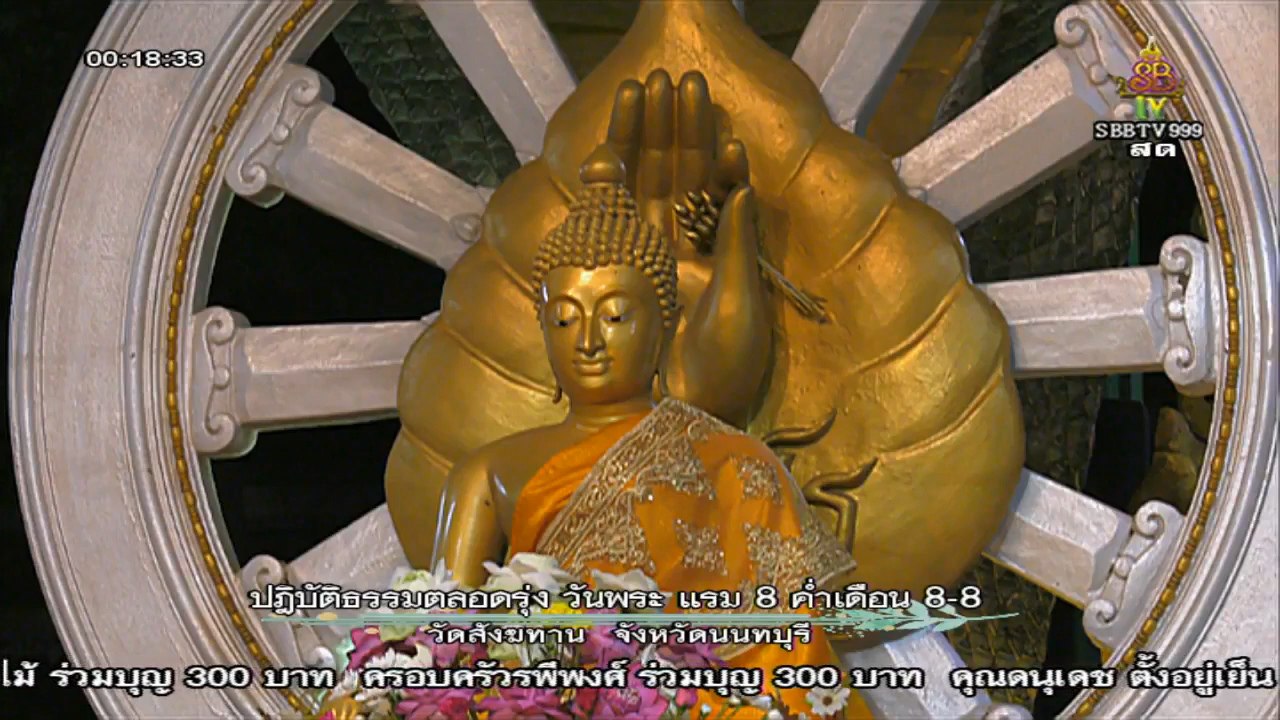 00:18:33
SB
TV
SBBTV999
สด
ปฏิบัติธรรมตลอดรุ่ง วันพระ แรม 8 ค่ำเดือน 8-8
วัดสังฆทาน จังหวัดนนทบุรี
ไม้ ร่วมบุญ 300 บาท ครอบครัวรพีพงศ์ ร่วมบุญ 300 บาท คุณดนุเดช ตั้งอยู่เย็น